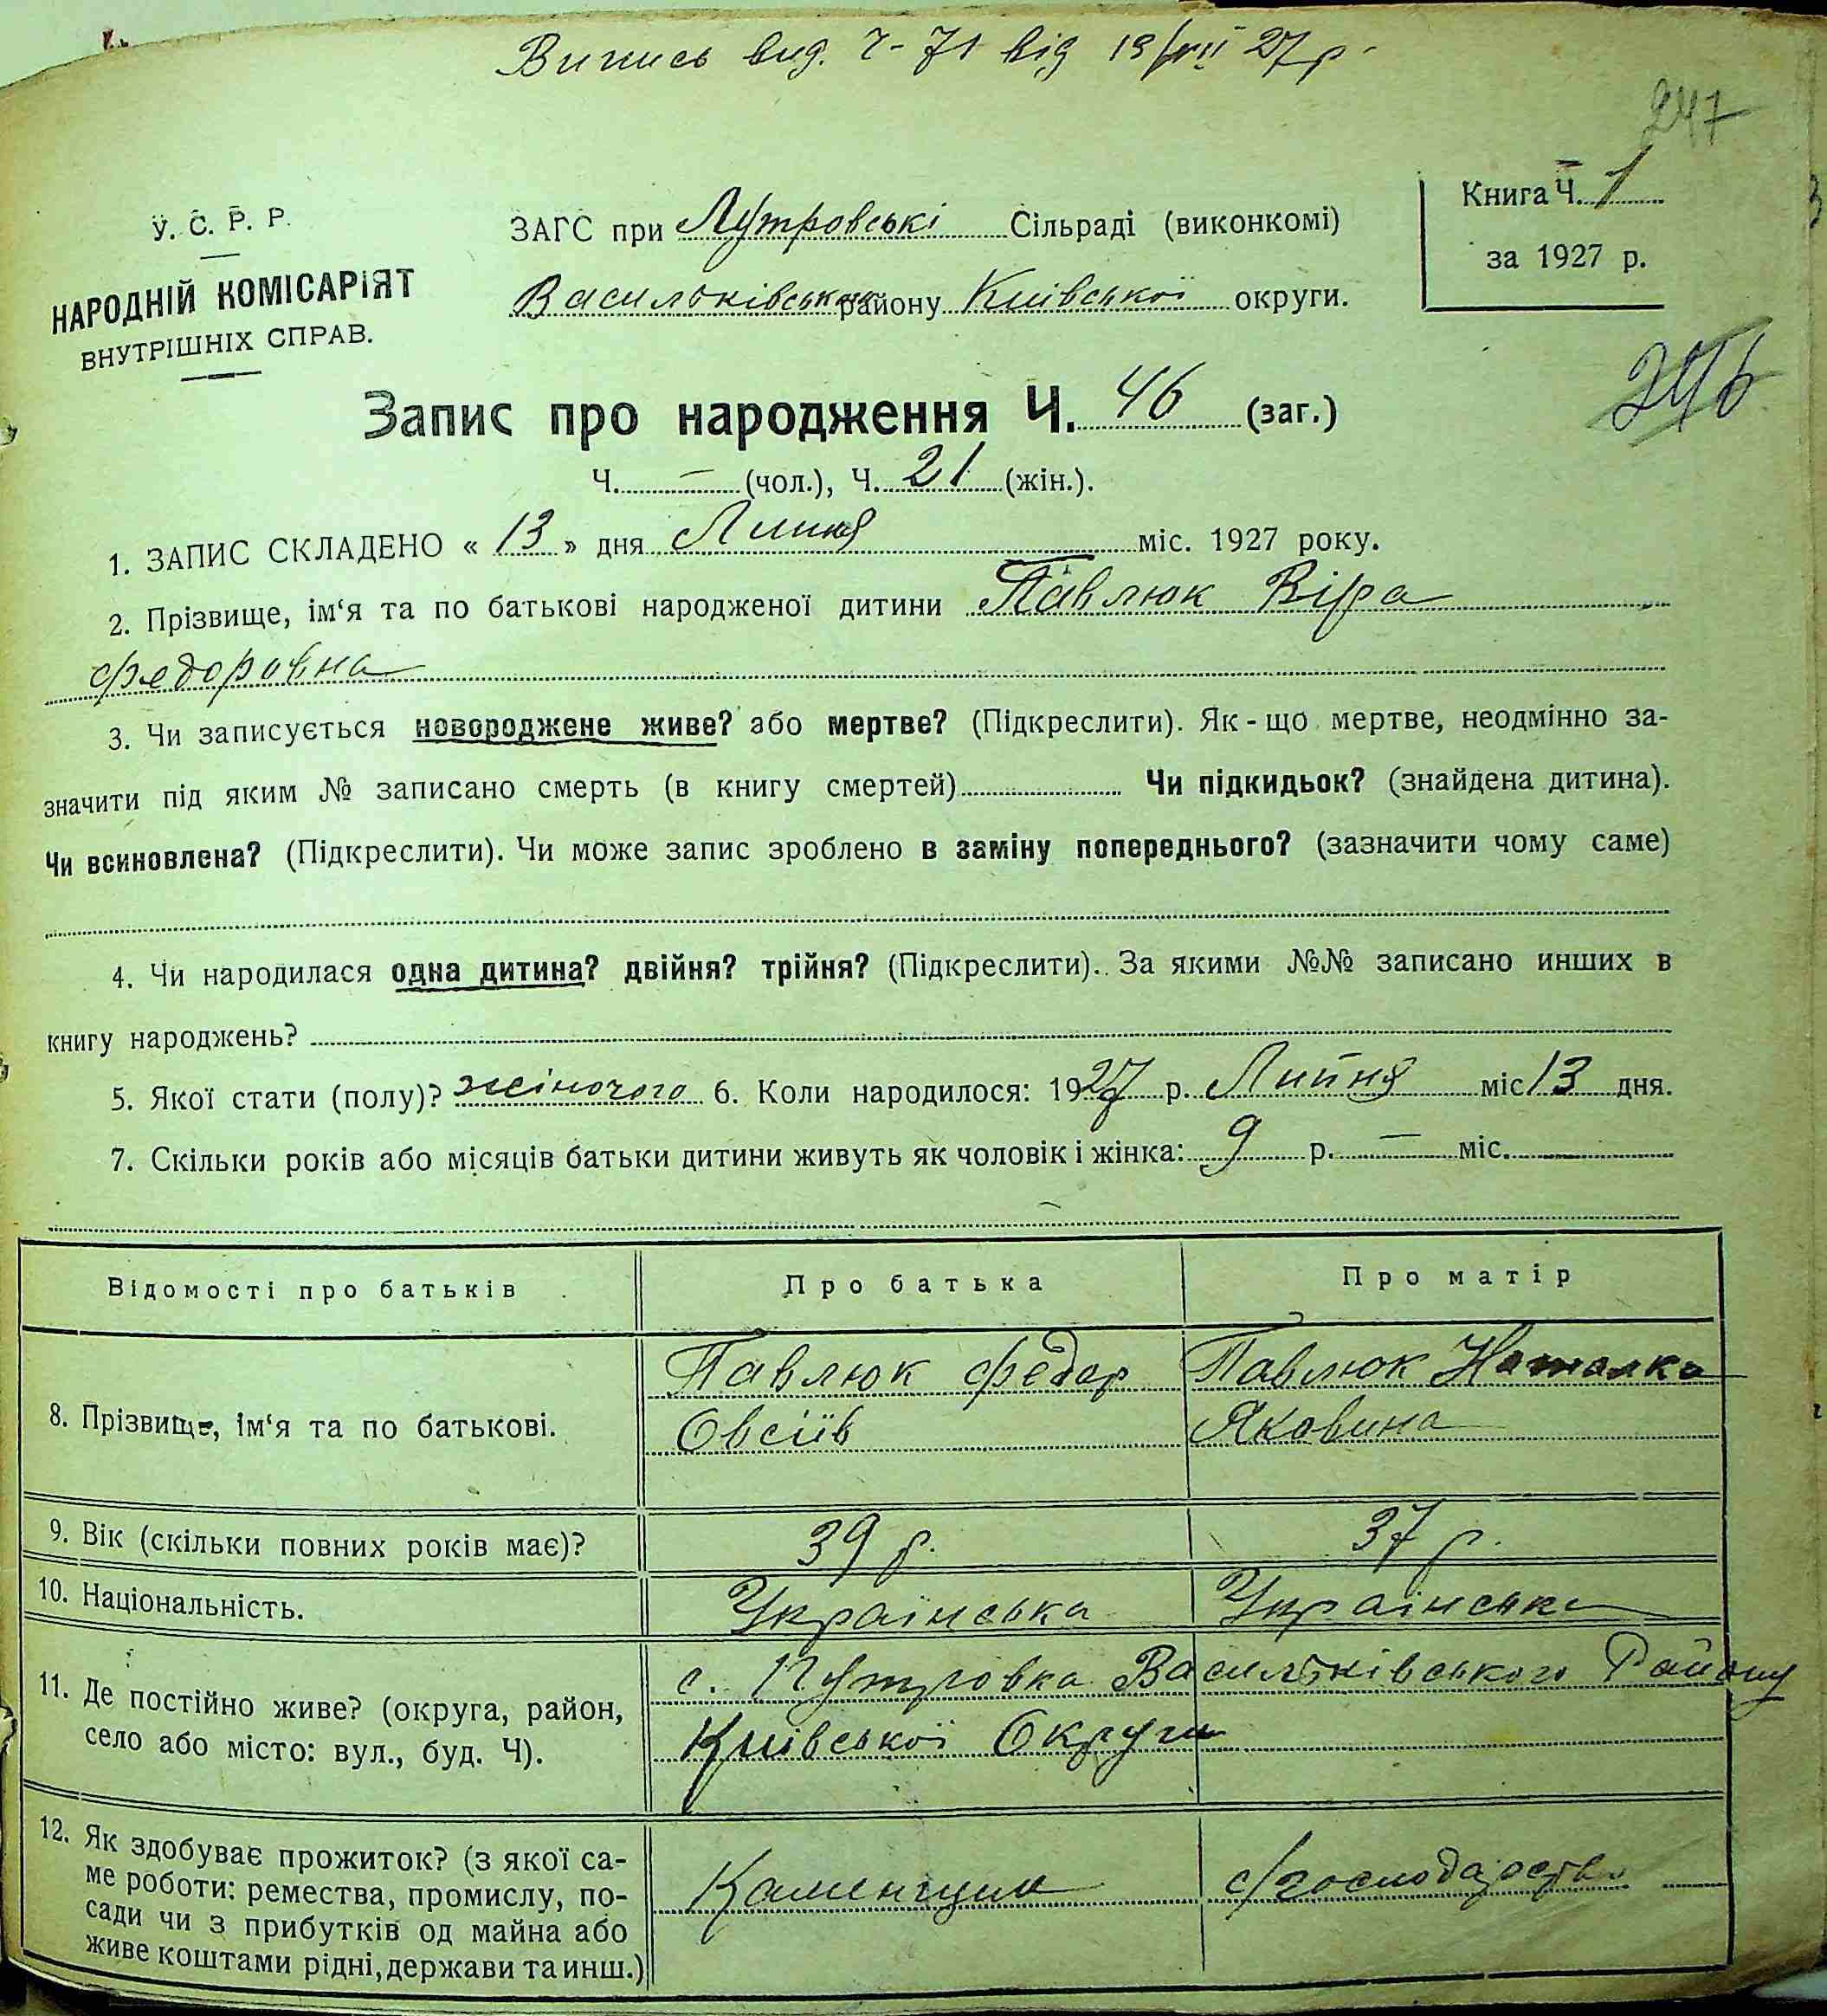 Випись вид. Ч-71 від 19/VII 27 р.
247
У. С. Р. Р.
НАРОДНІЙ КОМІСАРІЯТ
ВНУТРІШНІХ СПРАВ.
ЗАГС при Путровські Сільраді (виконкомі)
Васильківськ району Київської округи.
Книга Ч. 1
за 1927 р.
246
Запис про народження Ч. 46 (заг.)
Ч. — (чол.), Ч. 21 (жін.).
1. ЗАПИС СКЛАДЕНО « 13 » дня Липня міс. 1927 року.
2. Прізвище, ім‘я та по батькові народженої дитини Павлюк Віра
Федоровна
3. Чи записується новороджене живе? або мертве? (Підкреслити). Як-що мертве, неодмінно за-
значити під яким № записано смерть (в книгу смертей) Чи підкидьок? (знайдена дитина).
Чи всиновлена? (Підкреслити). Чи може запис зроблено в заміну попереднього? (зазначити чому саме)
4. Чи народилася одна дитина? двійня? трійня? (Підкреслити). За якими №№ записано инших в
книгу народжень?
5. Якої стати (полу)? жіночого 6. Коли народилося: 1927 р. Липня міс 13 дня.
7. Скільки років або місяців батьки дитини живуть як чоловік і жінка: 9 р. — міс.
Відомості про батьків Про батька Про матір
8. Прізвище, ім‘я та по батькові.
Павлюк Федор
Овсіїв
Павлюк Наталка
Яковина
9. Вік (скільки повних років має)? 39 р. 37 р.
10. Національність. Українська Українська
11. Де постійно живе? (округа, район,
село або місто: вул., буд. Ч).
с. Путровка Васильківського Району
Київської Округи
12. Як здобуває прожиток? (з якої са-
ме роботи: ремества, промислу, по-
сади чи з прибутків од майна або
живе коштами рідні, держави та инш.)
Каменщик
с/господарство